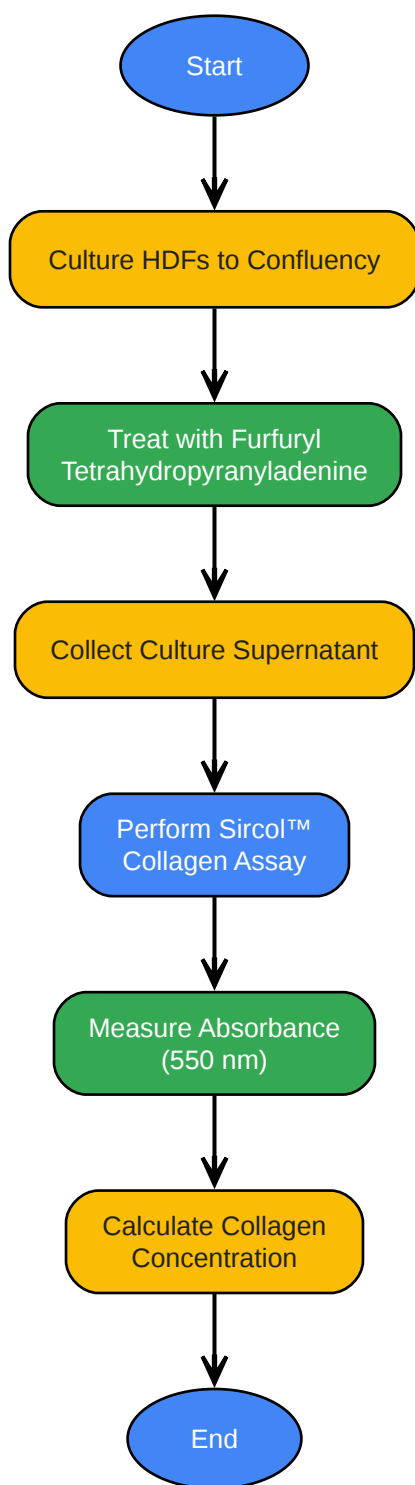 Start
Culture HDFs to Confluency
Treat with Furfuryl
Tetrahydropyranyladenine
Collect Culture Supernatant
Perform Sircol™
Collagen Assay
Measure Absorbance
(550 nm)
Calculate Collagen
Concentration
End